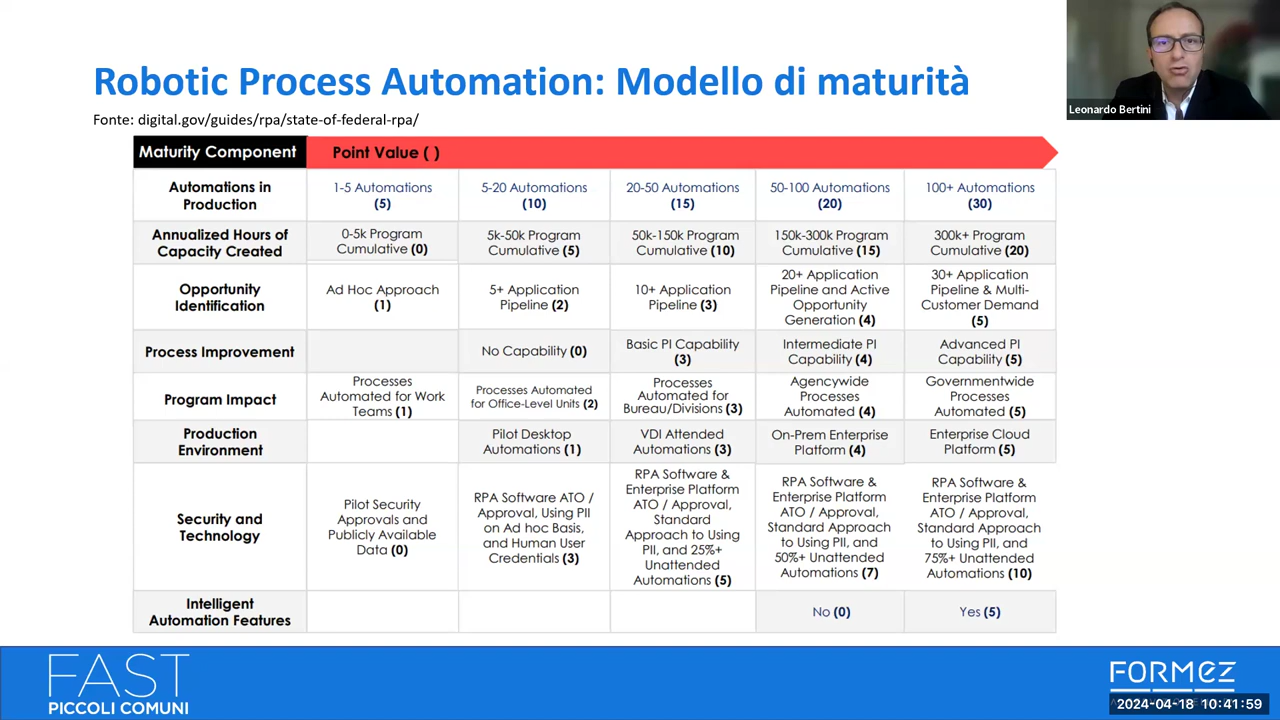 Robotic Process Automation: Modello di maturità
Leonardo Bertini
Fonte: digital.gov/guides/rpa/state-of-federal-rpa/
Maturity Component
Point Value ( )
Automations in
Production
1-5 Automations
(5)
5-20 Automations
(10)
20-50 Automations
(15)
50-100 Automations
(20)
100+ Automations
(30)
Annualized Hours of
Capacity Created
0-5k Program
Cumulative (0)
5k-50k Program
Cumulative (5)
50k-150k Program
Cumulative (10)
150k-300k Program
Cumulative (15)
300k+ Program
Cumulative (20)
Opportunity
Identification
Ad Hoc Approach
(1)
5+ Application
Pipeline (2)
10+ Application
Pipeline (3)
20+ Application
Pipeline and Active
Opportunity
Generation (4)
30+ Application
Pipeline & Multi-
Customer Demand
(5)
Process Improvement
No Capability (0)
Basic PI Capability
(3)
Intermediate PI
Capability (4)
Advanced PI
Capability (5)
Program Impact
Processes
Automated for Work
Teams (1)
Processes Automated
for Office-Level Units (2)
Processes
Automated for
Bureau/Divisions (3)
Agencywide
Processes
Automated (4)
Governmentwide
Processes
Automated (5)
Production
Environment
Pilot Desktop
Automations (1)
VDI Attended
Automations (3)
On-Prem Enterprise
Platform (4)
Enterprise Cloud
Platform (5)
Security and
Technology
Pilot Security
Approvals and
Publicly Available
Data (0)
RPA Software ATO /
Approval, Using PII
on Ad hoc Basis,
and Human User
Credentials (3)
RPA Software &
Enterprise Platform
ATO / Approval,
Standard
Approach to Using
PII, and 25%+
Unattended
Automations (5)
RPA Software &
Enterprise Platform
ATO / Approval,
Standard Approach
to Using PII, and
50%+ Unattended
Automations (7)
RPA Software &
Enterprise Platform
ATO / Approval,
Standard Approach
to Using PII, and
75%+ Unattended
Automations (10)
Intelligent
Automation Features
No (0)
Yes (5)
FAST
PICCOLI COMUNI
FORMEZ
2024-04-18 10:41:59